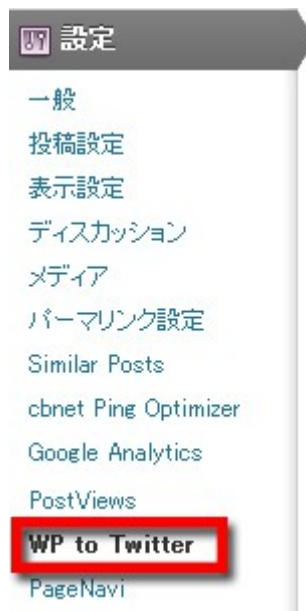 設定
一般
投稿設定
表示設定
ディスカッション
メディア
パーマリンク設定
Similar Posts
cbnet Ping Optimizer
Google Analytics
PostViews
WP to Twitter
PageNavi